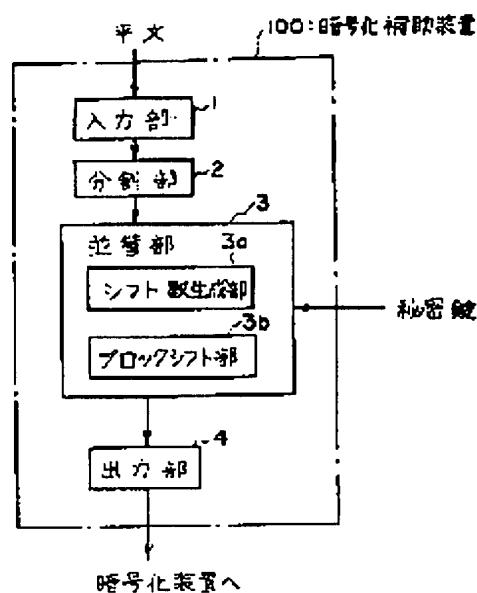 平文
100:暗号化補助装置
入力部
1
分割部
2
3
並替部
3a
シフト数生成部
秘密鍵
3b
ブロックシフト部
4
出力部
暗号化装置へ